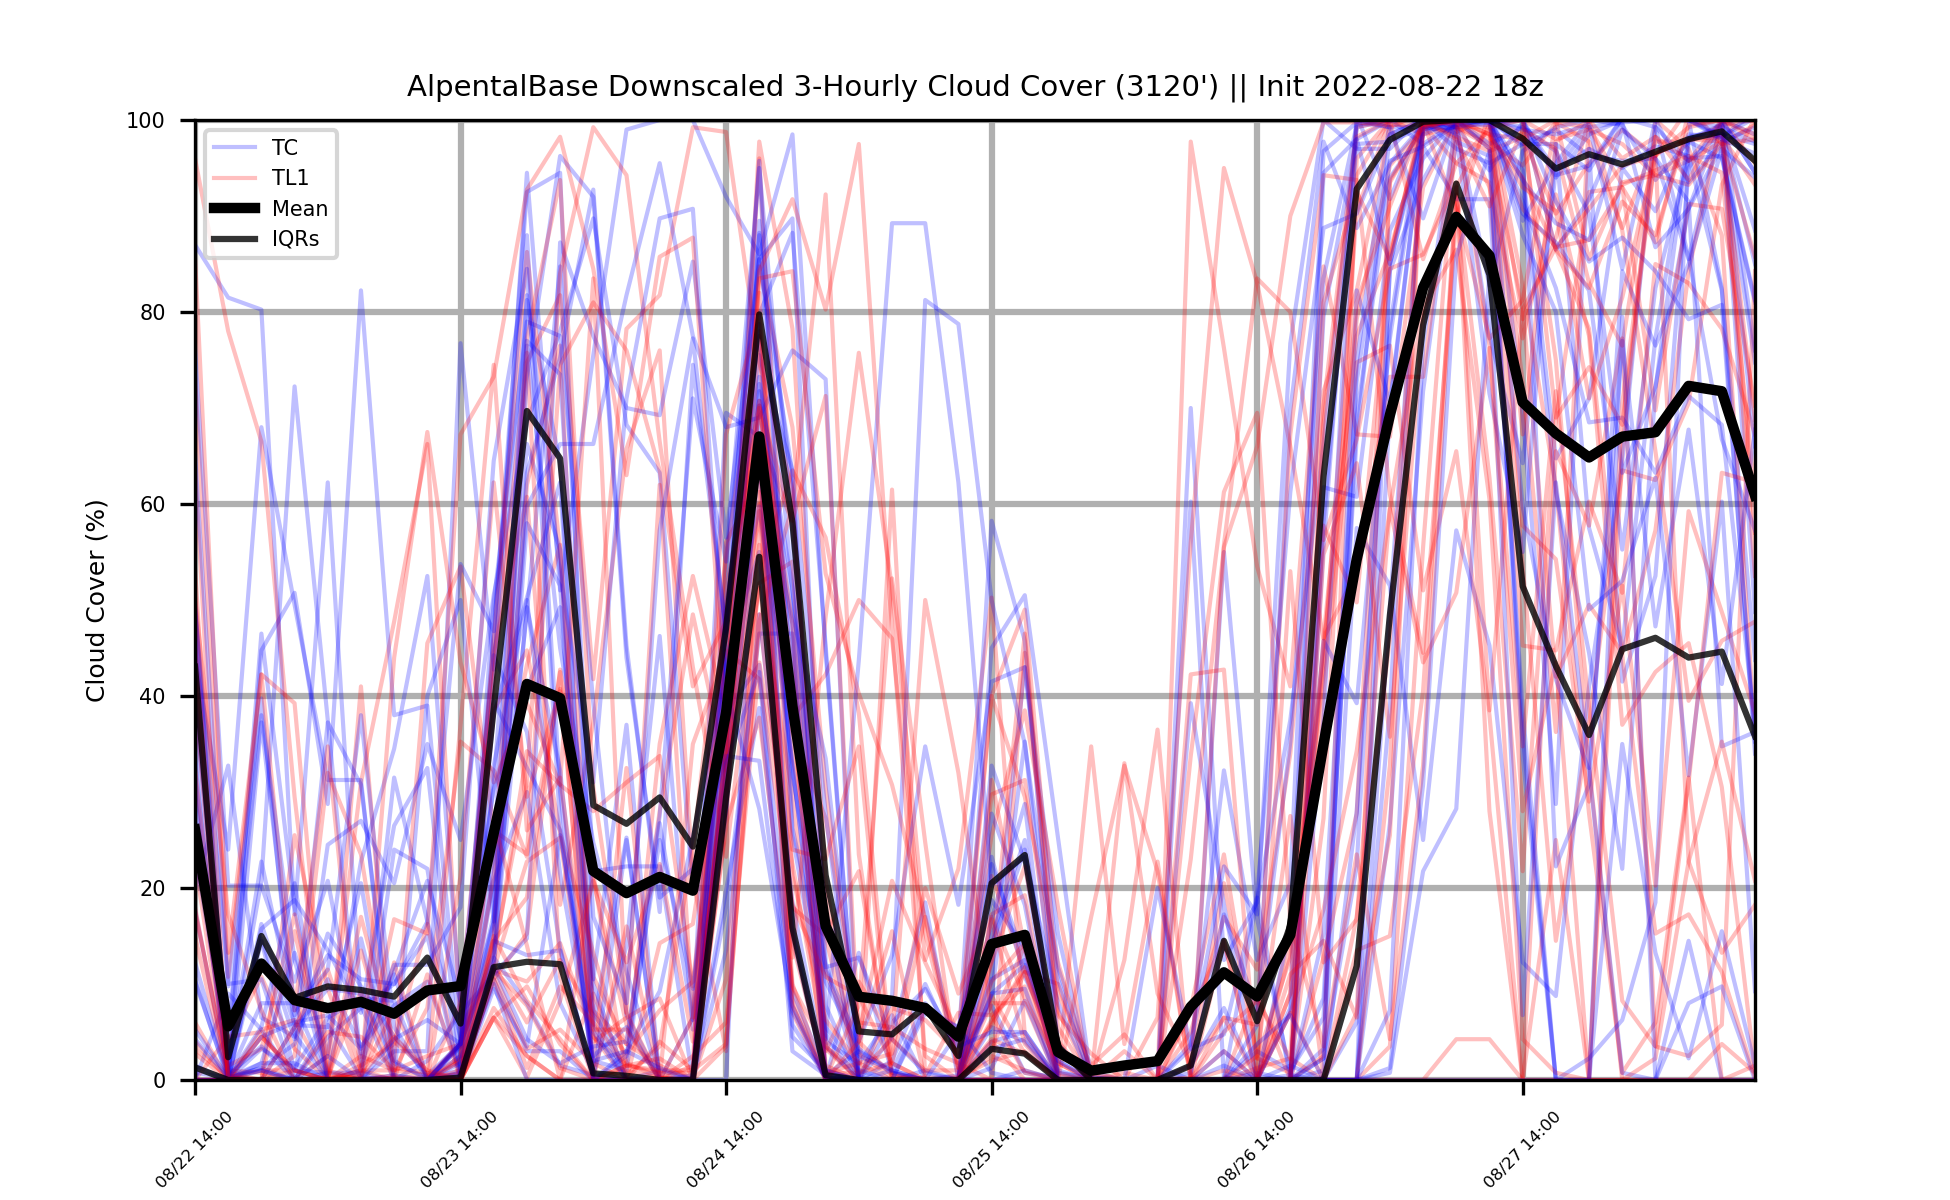 AlpentalBase Downscaled 3-Hourly Cloud Cover (3120') || Init 2022-08-22 18z
TC
TL1
Mean
IQRs
Cloud Cover (%)
100
80
60
40
20
0
08/22 14:00
08/23 14:00
08/24 14:00
08/25 14:00
08/26 14:00
08/27 14:00